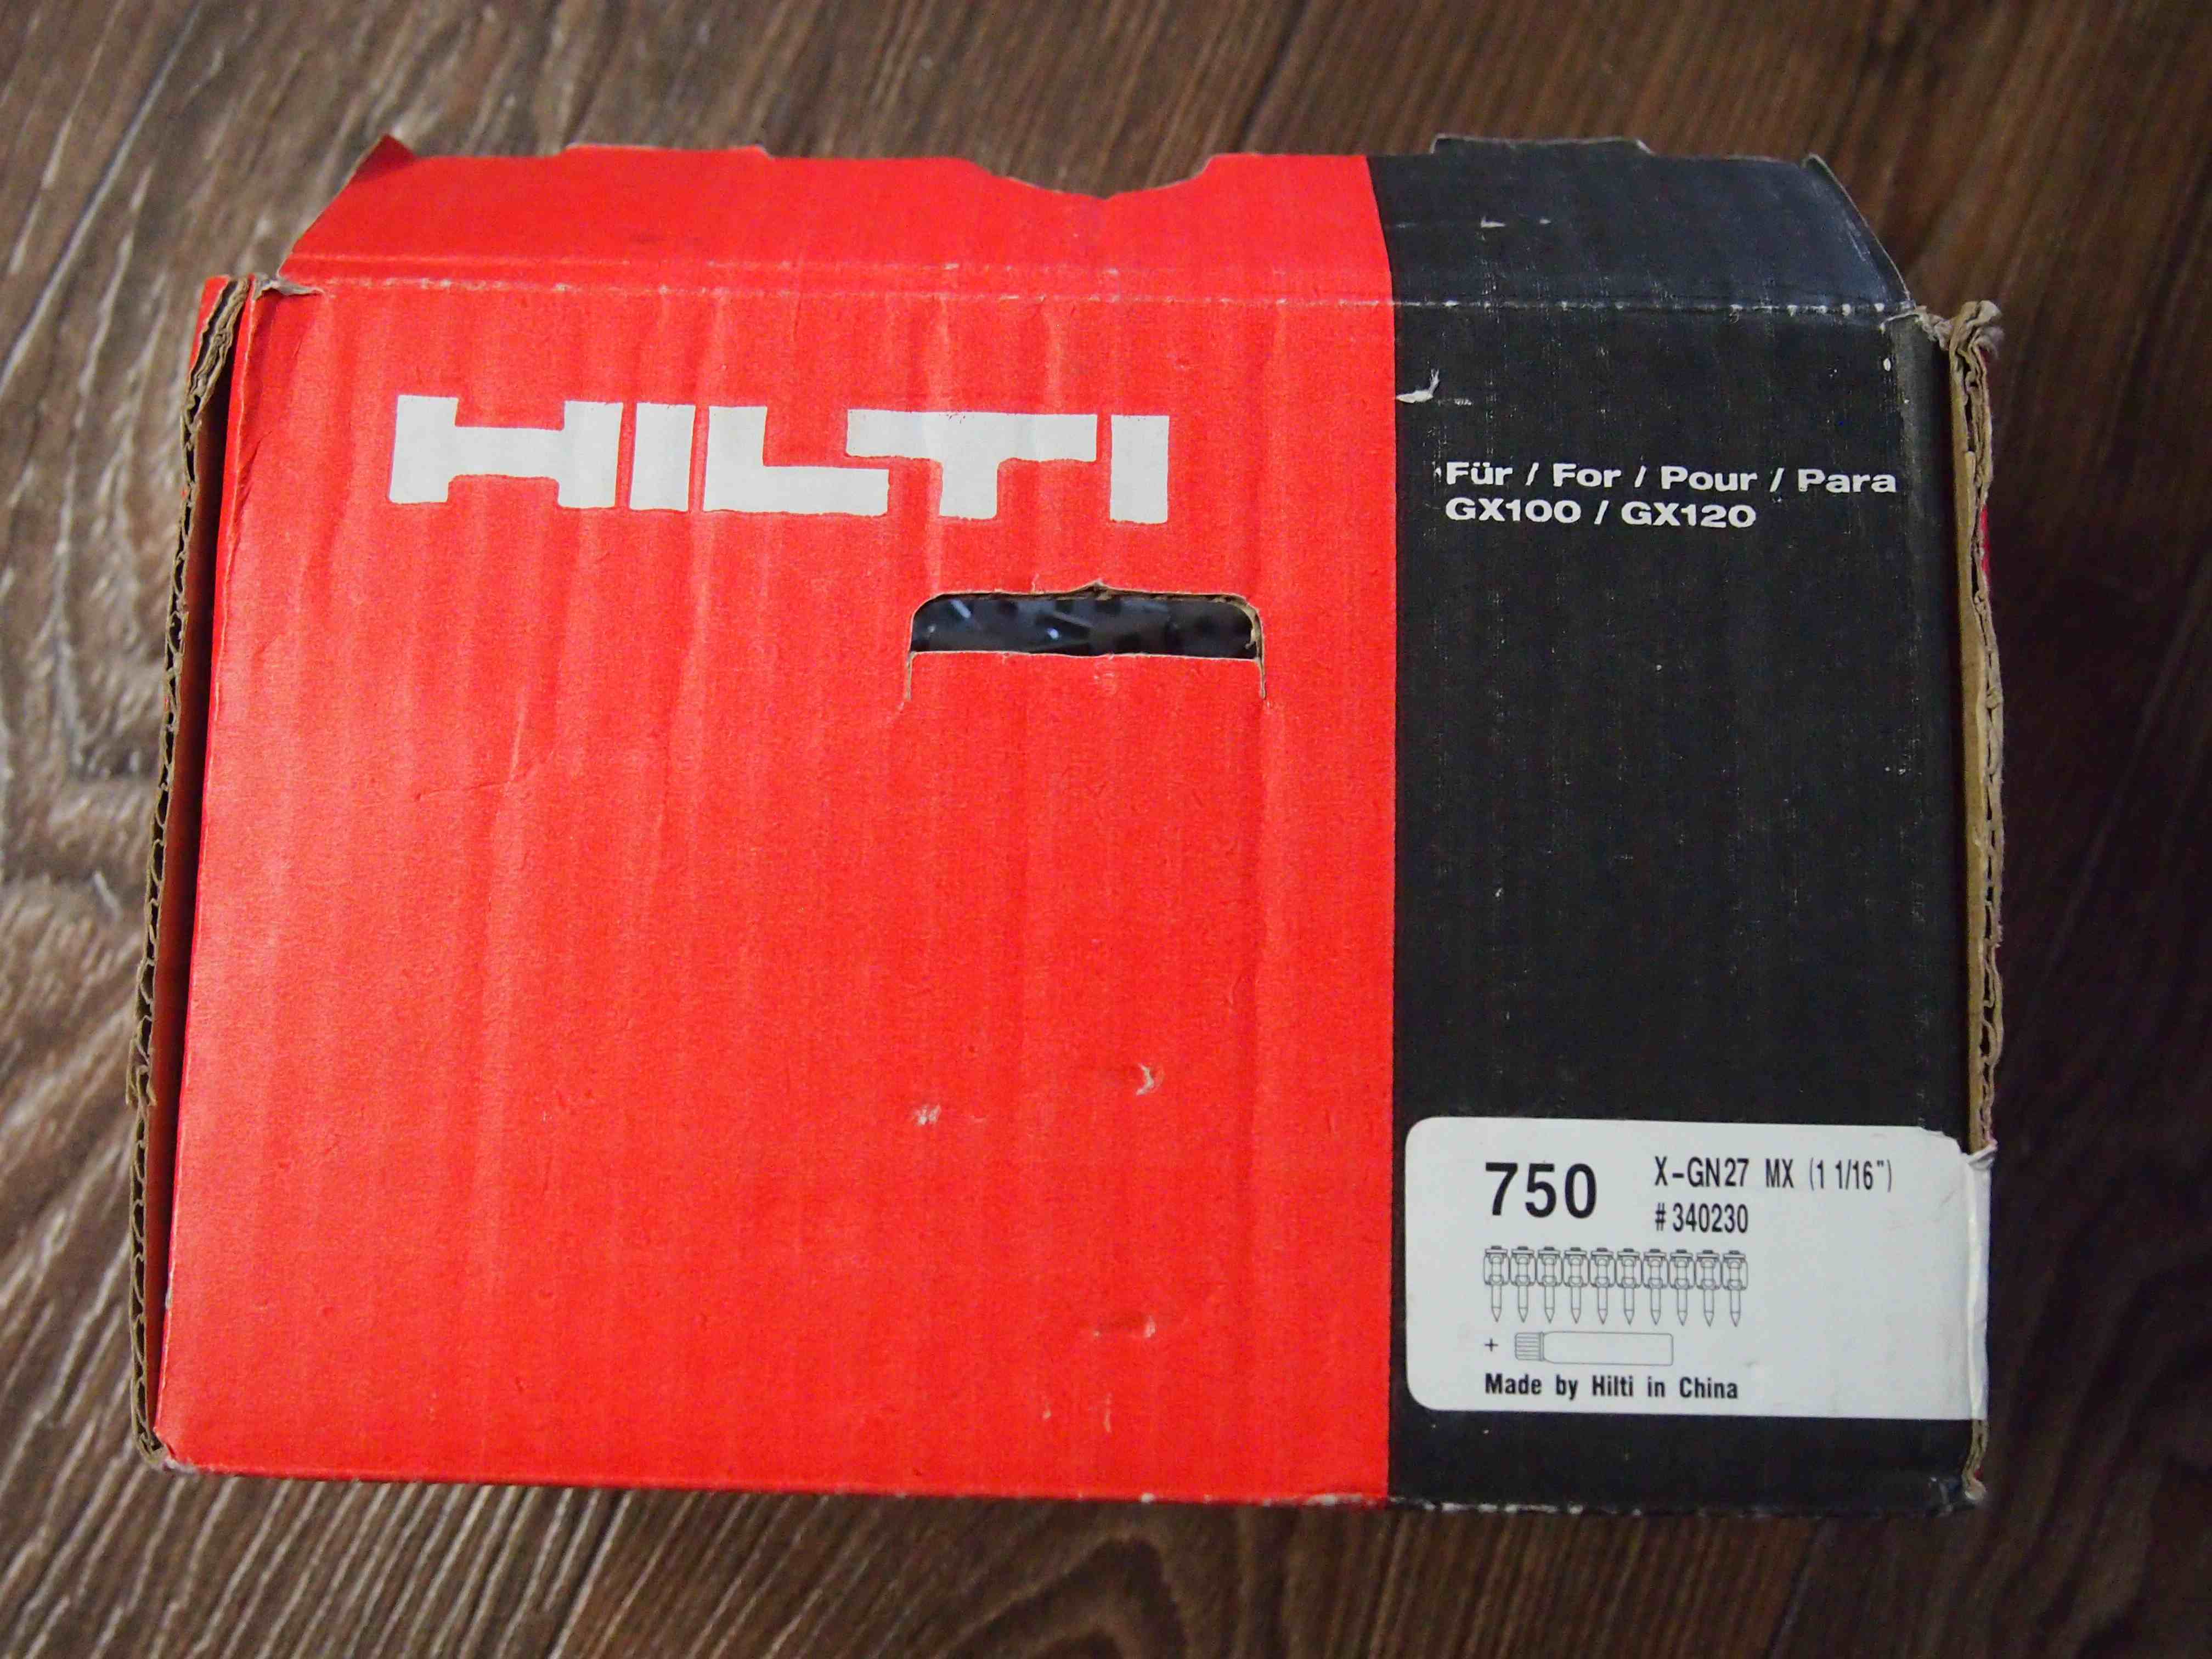 HILTI
Für / For / Pour / Para
GX100 / GX120
750
X-GN27 MX (1 1/16")
#340230
+
Made by Hilti in China